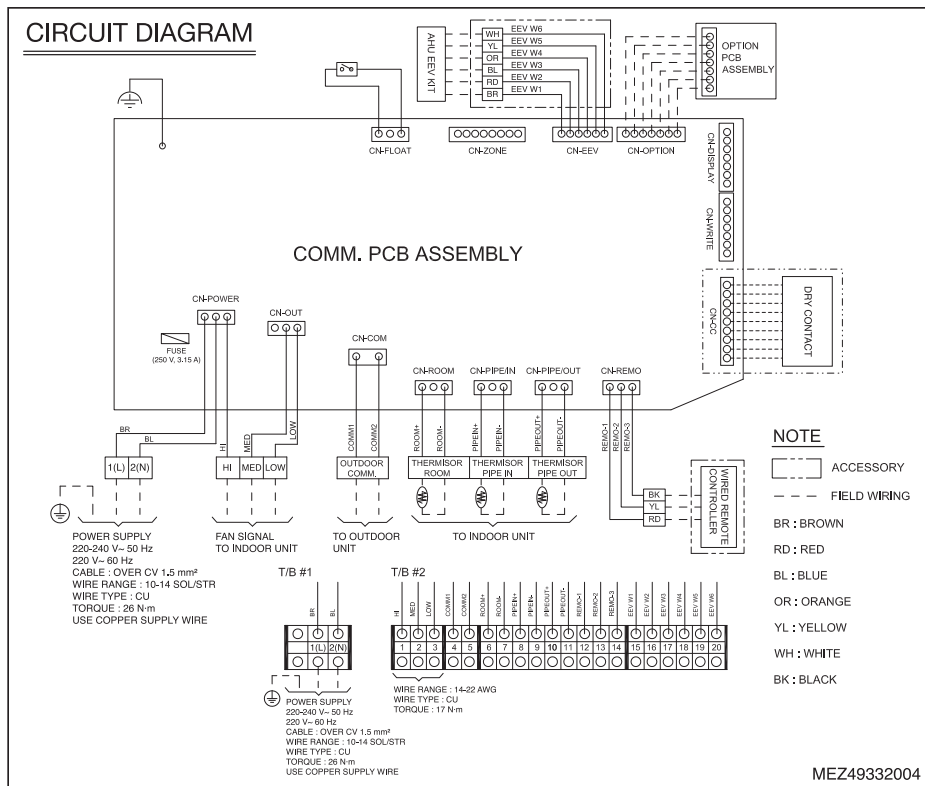 CIRCUIT DIAGRAM
AHU EEV KIT
WH EEV W6
YL EEV W5
OR EEV W4
BL EEV W3
RD EEV W2
BR EEV W1
OPTION
PCB
ASSEMBLY
CN-FLOAT
CN-ZONE
CN-EEV
CN-OPTION
CN-DISPLAY
CN-WRITE
COMM. PCB ASSEMBLY
CN-CC
DRY CONTACT
CN-POWER
CN-OUT
FUSE
(250 V, 3.15 A)
CN-COM
CN-ROOM
CN-PIPE/IN
CN-PIPE/OUT
CN-REMO
BR
BL
HI
MED
LOW
COMM1
COMM2
ROOM+
ROOM-
PIPEIN+
PIPEIN-
PIPEOUT+
PIPEOUT-
REMO-1
REMO-2
REMO-3
1(L) 2(N)
HI MED LOW
OUTDOOR
COMM.
THERMISOR
ROOM
THERMISOR
PIPE IN
THERMISOR
PIPE OUT
BK
YL
RD
WIRED REMOTE
CONTROLLER
NOTE
ACCESSORY
FIELD WIRING
BR : BROWN
RD : RED
BL : BLUE
OR : ORANGE
YL : YELLOW
WH : WHITE
BK : BLACK
POWER SUPPLY
220-240 V~ 50 Hz
220 V~ 60 Hz
CABLE : OVER CV 1.5 mm²
WIRE RANGE : 10-14 SOL/STR
WIRE TYPE : CU
TORQUE : 26 N·m
USE COPPER SUPPLY WIRE
FAN SIGNAL
TO INDOOR UNIT
TO OUTDOOR
UNIT
TO INDOOR UNIT
T/B #1
BR
BL
1(L) 2(N)
POWER SUPPLY
220-240 V~ 50 Hz
220 V~ 60 Hz
CABLE : OVER CV 1.5 mm²
WIRE RANGE : 10-14 SOL/STR
WIRE TYPE : CU
TORQUE : 26 N·m
USE COPPER SUPPLY WIRE
T/B #2
HI
MED
LOW
COMM1
COMM2
ROOM+
ROOM-
PIPEIN+
PIPEIN-
PIPEOUT+
PIPEOUT-
REMO-1
REMO-2
REMO-3
EEV W1
EEV W2
EEV W3
EEV W4
EEV W5
EEV W6
1 2 3 4 5 6 7 8 9 10 11 12 13 14 15 16 17 18 19 20
WIRE RANGE : 14-22 AWG
WIRE TYPE : CU
TORQUE : 17 N·m
MEZ49332004